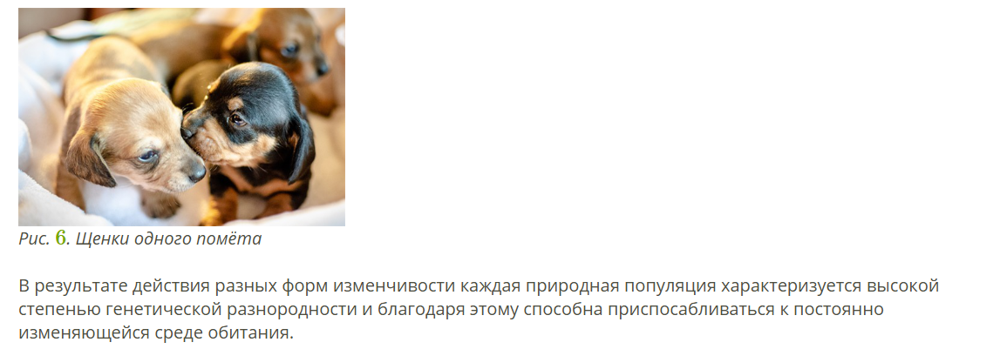 Рис. 6. Щенки одного помёта
В результате действия разных форм изменчивости каждая природная популяция характеризуется высокой
степенью генетической разнородности и благодаря этому способна приспосабливаться к постоянно
изменяющейся среде обитания.